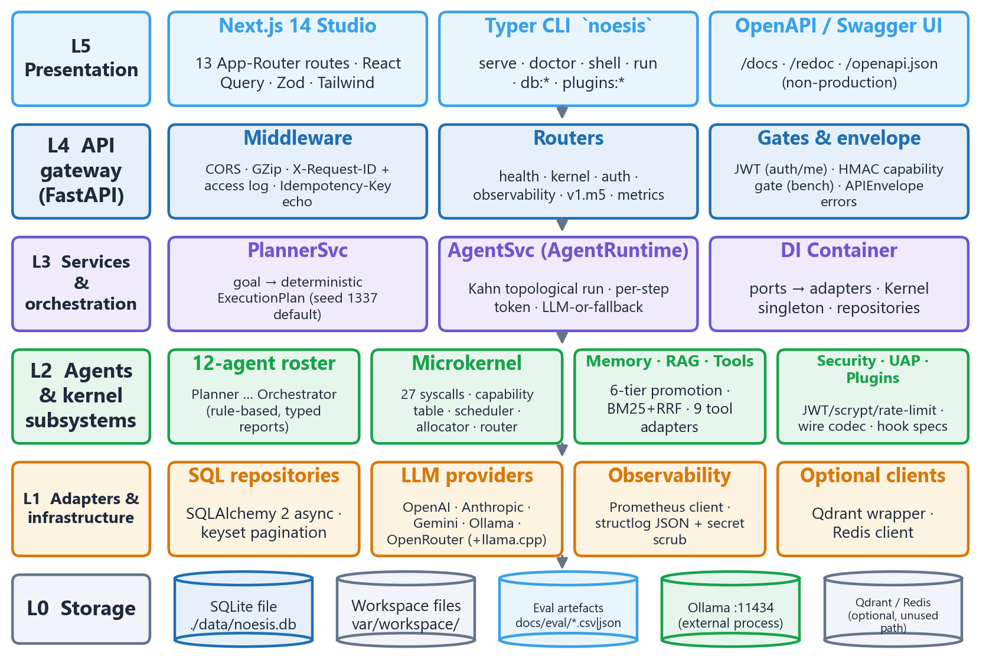 L5
Presentation
Next.js 14 Studio
13 App-Router routes · React
Query · Zod · Tailwind
Typer CLI `noesis`
serve · doctor · shell · run
· db:* · plugins:*
OpenAPI / Swagger UI
/docs · /redoc · /openapi.json
(non-production)
L4 API
gateway
(FastAPI)
Middleware
CORS · GZip · X-Request-ID +
access log · Idempotency-Key
echo
Routers
health · kernel · auth ·
observability · v1.m5 · metrics
Gates & envelope
JWT (auth/me) · HMAC capability
gate (bench) · APIEnvelope
errors
L3 Services
&
orchestration
PlannerSvc
goal → deterministic
ExecutionPlan (seed 1337
default)
AgentSvc (AgentRuntime)
Kahn topological run · per-step
token · LLM-or-fallback
DI Container
ports → adapters · Kernel
singleton · repositories
L2 Agents
& kernel
subsystems
12-agent roster
Planner … Orchestrator
(rule-based, typed
reports)
Microkernel
27 syscalls · capability
table · scheduler ·
allocator · router
Memory · RAG · Tools
6-tier promotion ·
BM25+RRF · 9 tool
adapters
Security · UAP ·
Plugins
JWT/scrypt/rate-limit ·
wire codec · hook specs
L1 Adapters &
infrastructure
SQL repositories
SQLAlchemy 2 async ·
keyset pagination
LLM providers
OpenAI · Anthropic ·
Gemini · Ollama ·
OpenRouter (+llama.cpp)
Observability
Prometheus client ·
structlog JSON + secret
scrub
Optional clients
Qdrant wrapper ·
Redis client
L0 Storage
SQLite file
./data/noesis.db
Workspace files
var/workspace/
Eval artefacts
docs/eval/*.csv|json
Ollama :11434
(external process)
Qdrant / Redis
(optional, unused
path)